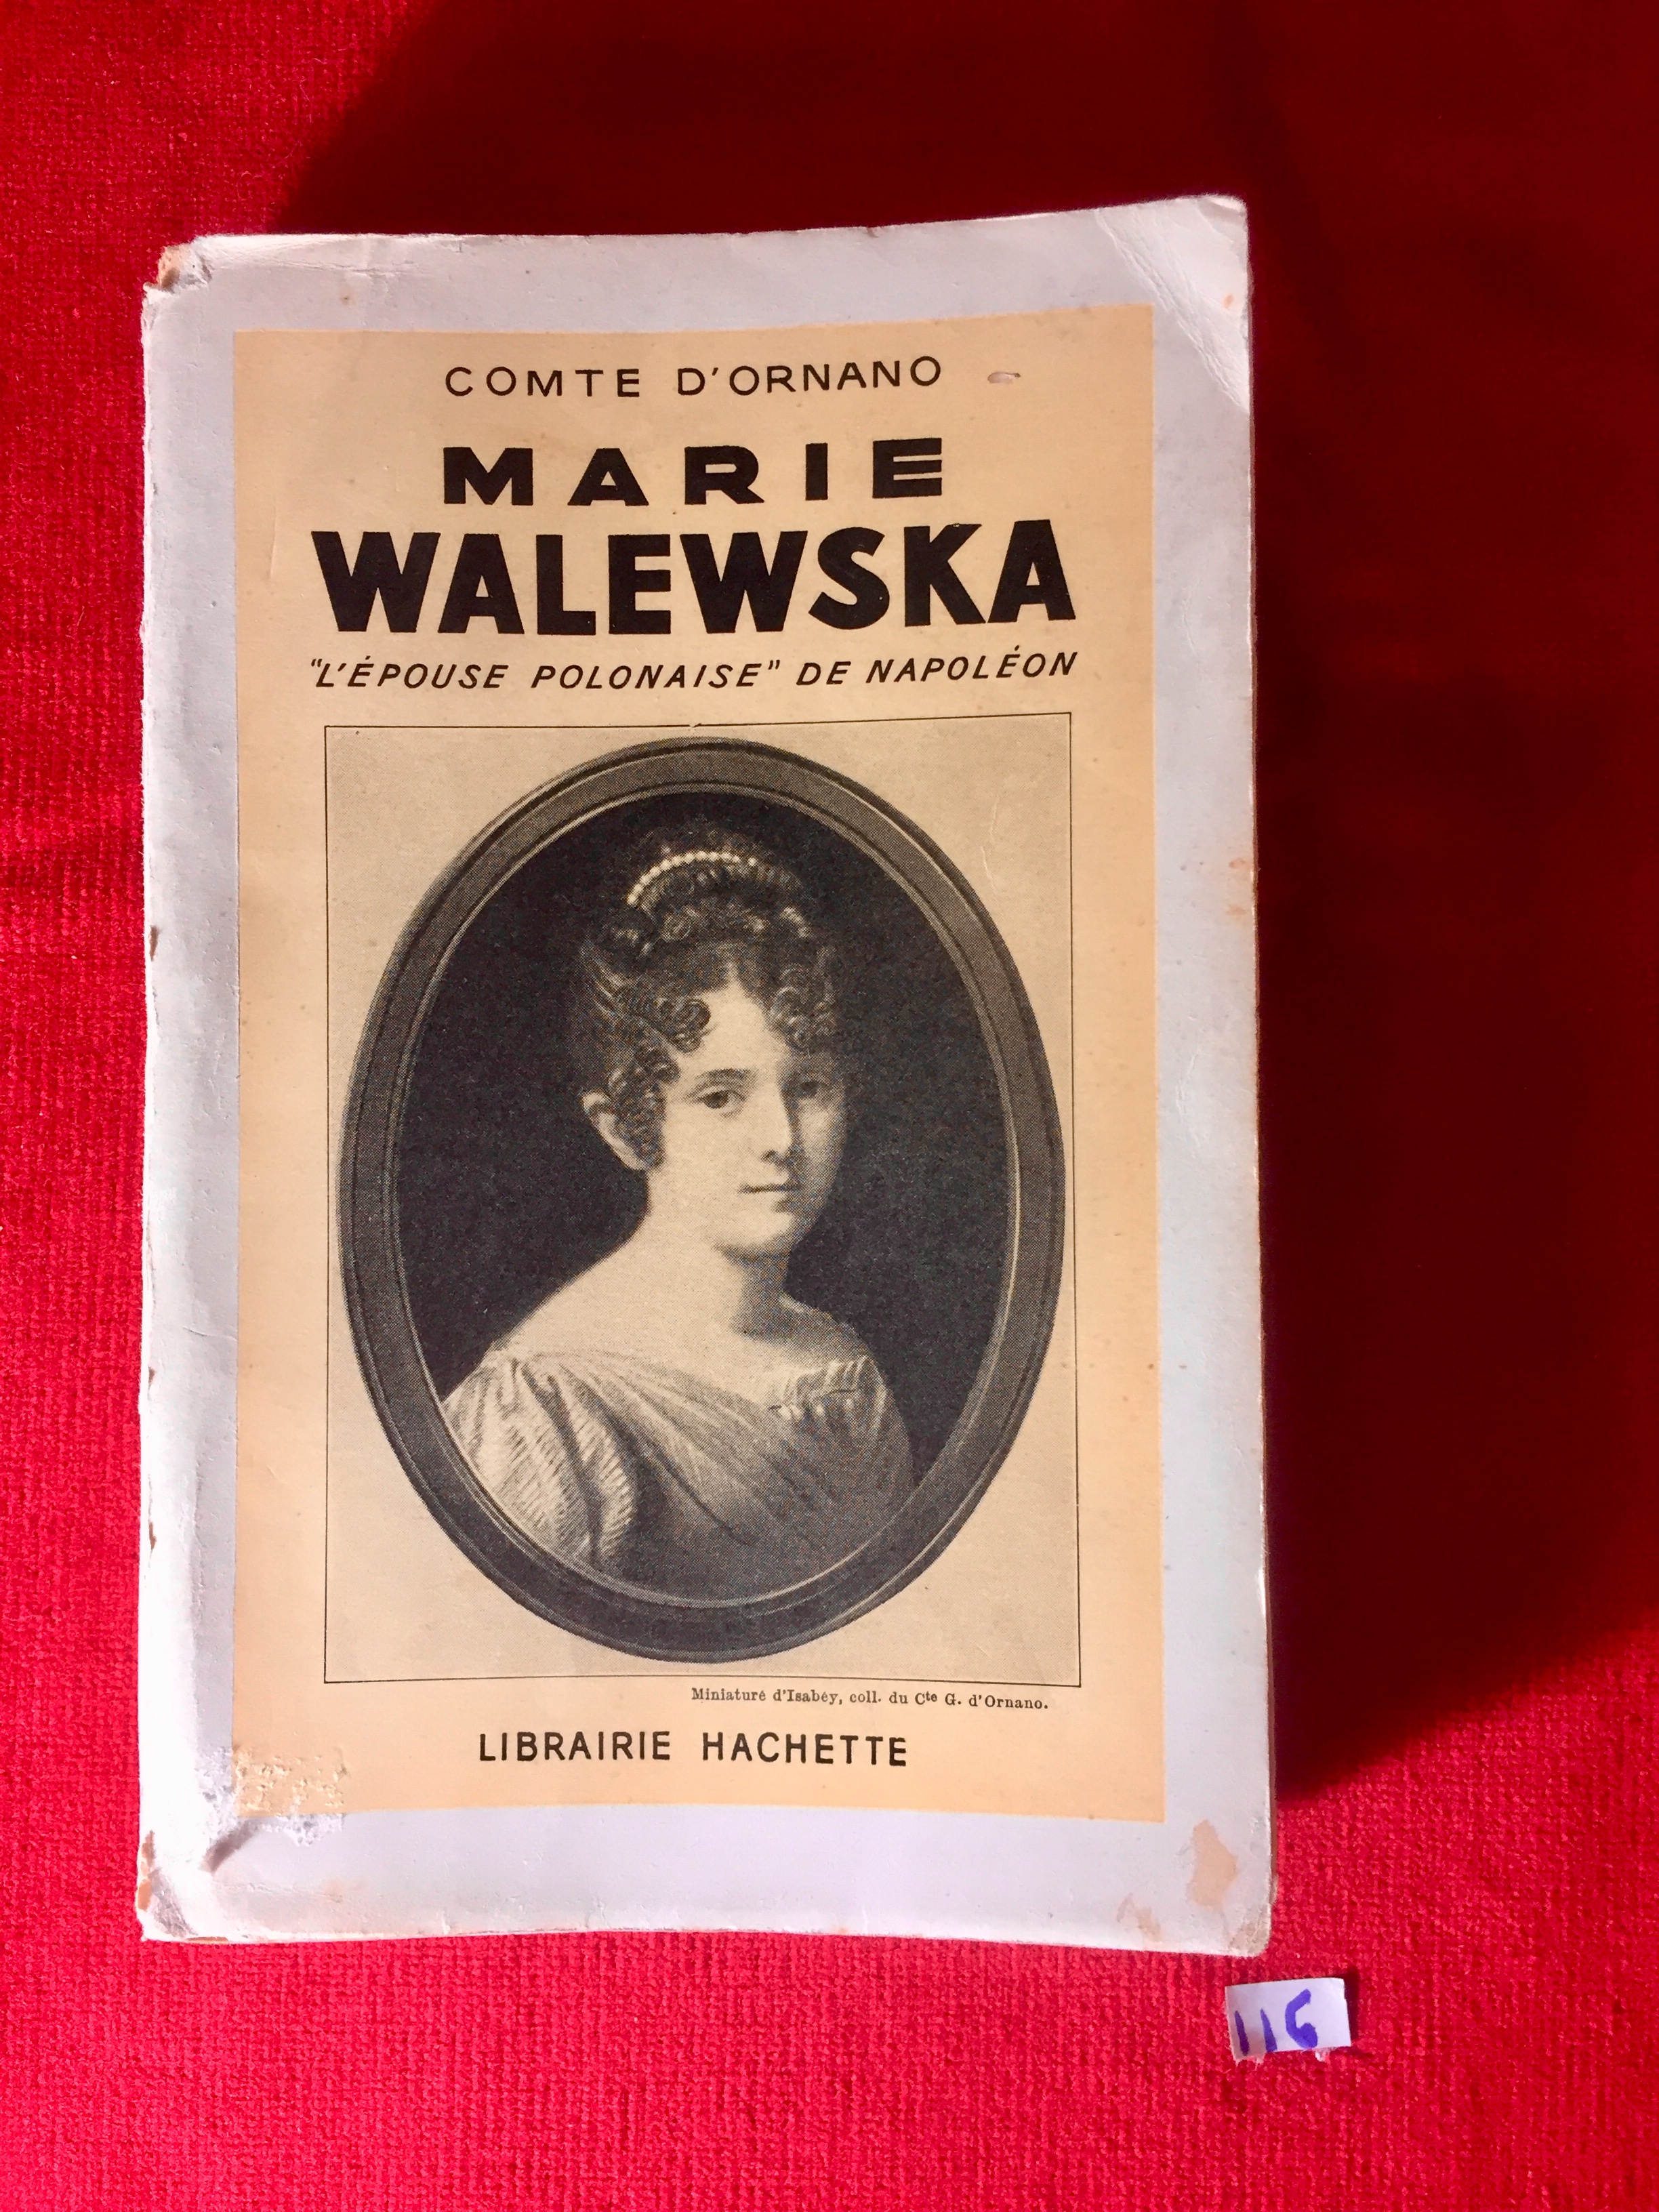 COMTE D'ORNANO
MARIE
WALEWSKA
"L'ÉPOUSE POLONAISE" DE NAPOLÉON
Miniature d'Isabey, coll. du Cte G. d'Ornano.
LIBRAIRIE HACHETTE
116